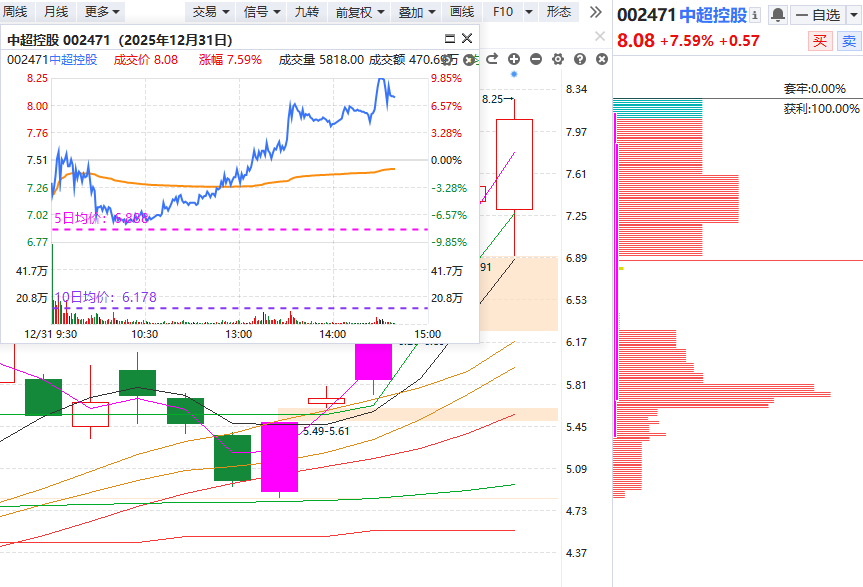 周线 月线 更多 交易 信号 九转 前复权 叠加 画线 F10 形态
002471 中超控股 自选
8.08 +7.59% +0.57 买 卖
中超控股 002471（2025年12月31日）
002471中超控股 成交价 8.08 涨幅 7.59% 成交量 5818.00 成交额
8.25 9.85%
8.00 6.57%
7.76 3.28%
7.51 0.00%
7.26 -3.28%
7.02 -6.57%
5日均价：
6.77 -9.85%
41.7万 41.7万
20.8万 20.8万
10日均价：6.178
12/31 9:30 10:30 13:00 14:00 15:00
8.25
8.34
7.97
7.61
7.25
6.89
6.53
6.17
5.81
5.45
5.09
4.73
4.37
5.49-5.61
套牢:0.00%
获利:100.00%